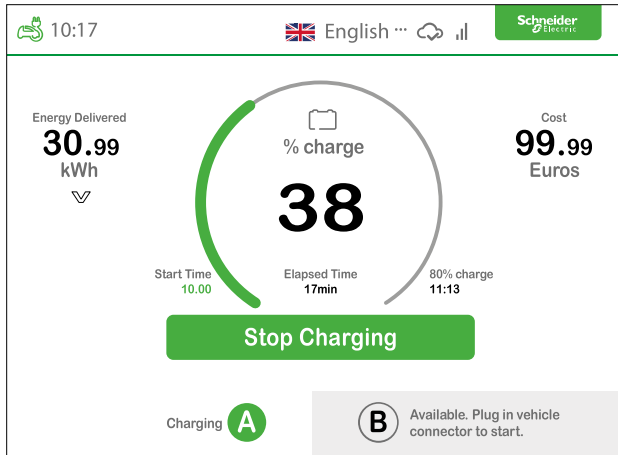 10:17
English ...
Schneider
Electric
Energy Delivered
30.99
kWh
% charge
38
Cost
99.99
Euros
Start Time
10.00
Elapsed Time
17min
80% charge
11:13
Stop Charging
Charging A
B
Available. Plug in vehicle
connector to start.